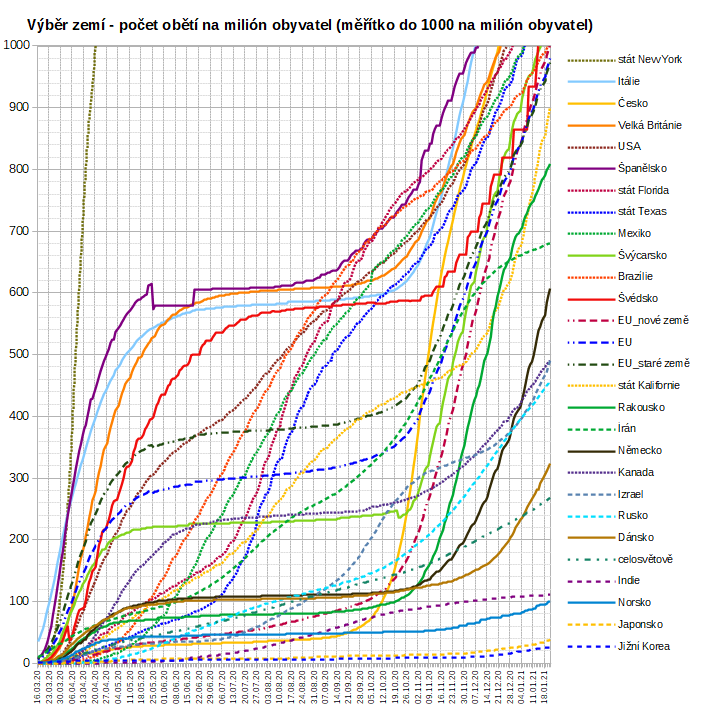 Výběr zemí - počet obětí na milión obyvatel (měřítko do 1000 na milión obyvatel)
1000
900
800
700
600
500
400
300
200
100
0
16.03.20
23.03.20
30.03.20
06.04.20
13.04.20
20.04.20
27.04.20
04.05.20
11.05.20
18.05.20
25.05.20
01.06.20
08.06.20
15.06.20
22.06.20
29.06.20
06.07.20
13.07.20
20.07.20
27.07.20
03.08.20
10.08.20
17.08.20
24.08.20
31.08.20
07.09.20
14.09.20
21.09.20
28.09.20
05.10.20
12.10.20
19.10.20
26.10.20
02.11.20
09.11.20
16.11.20
23.11.20
30.11.20
07.12.20
14.12.20
21.12.20
28.12.20
04.01.21
11.01.21
18.01.21
stát NewYork
Itálie
Česko
Velká Británie
USA
Španělsko
stát Florida
stát Texas
Mexiko
Švýcarsko
Brazílie
Švédsko
EU_nové země
EU
EU_staré země
stát Kalifornie
Rakousko
Irán
Německo
Kanada
Izrael
Rusko
Dánsko
celosvětově
Indie
Norsko
Japonsko
Jižní Korea